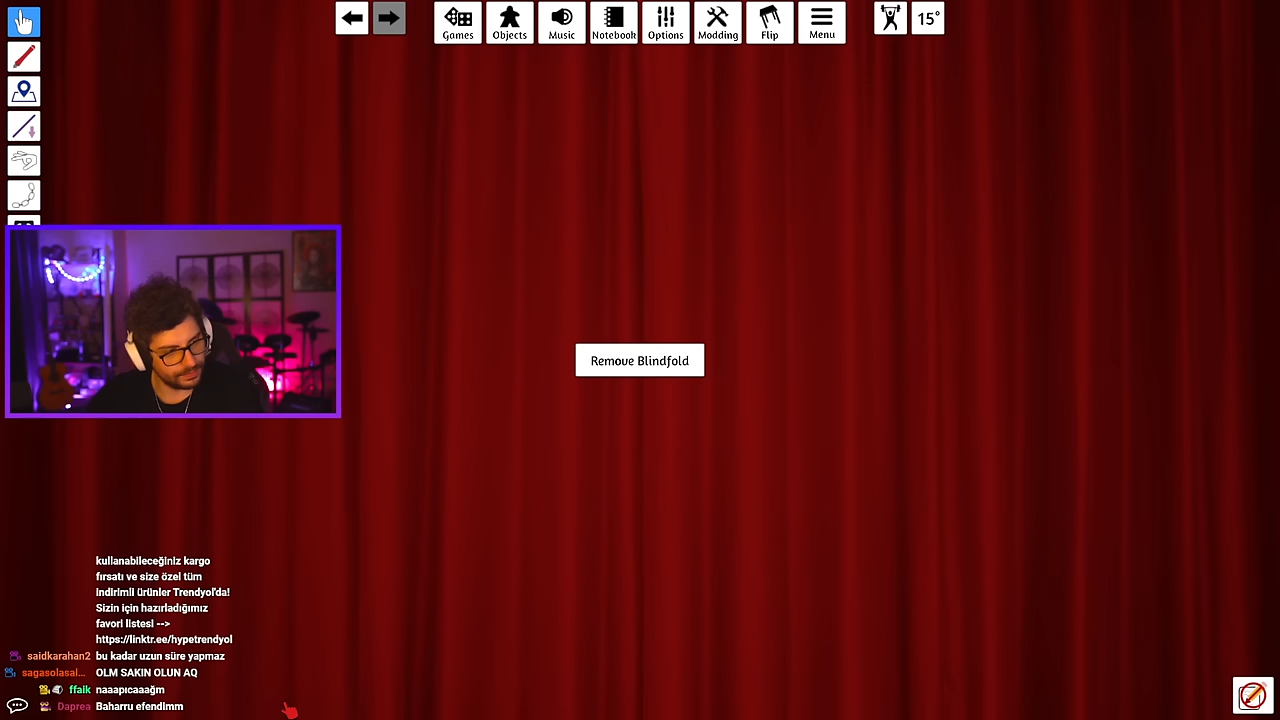 Games
Objects
Music
Notebook
Options
Modding
Flip
Menu
15°
Remove Blindfold
kullanabileceğiniz kargo
fırsatı ve size özel tüm
indirimli ürünler Trendyol'da!
Sizin için hazırladığımız
favori listesi -->
https://linktr.ee/hypetrendyol
saidkarahan2 bu kadar uzun süre yapmaz
sagasolasal... OLM SAKIN OLUN AQ
ffaik naaapıcaaağm
Daprea Baharru efendimm